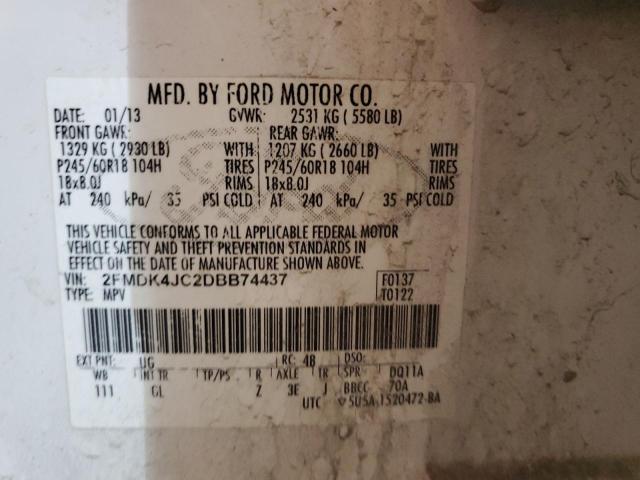 MFD. BY FORD MOTOR CO.
DATE: 01/13 GVWR: 2531 KG ( 5580 LB)
FRONT GAWR: REAR GAWR:
1329 KG ( 2930 LB) WITH 1207 KG ( 2660 LB) WITH
P245/60R18 104H TIRES P245/60R18 104H TIRES
18x8.0J RIMS 18x8.0J RIMS
AT 240 kPa/ 35 PSI COLD AT 240 kPa/ 35 PSI COLD
THIS VEHICLE CONFORMS TO ALL APPLICABLE FEDERAL MOTOR
VEHICLE SAFETY AND THEFT PREVENTION STANDARDS IN
EFFECT ON THE DATE OF MANUFACTURE SHOWN ABOVE.
VIN: 2FMDK4JC2DBB74437 F0137
TYPE: MPV T0122
EXT PNT: UG RC: 48 DSO:
WB INT TR TP/PS R AXLE TR SPR DQ11A
111 GL Z 3E J BBCC 70A
UTC 5U5A-1520472-BA